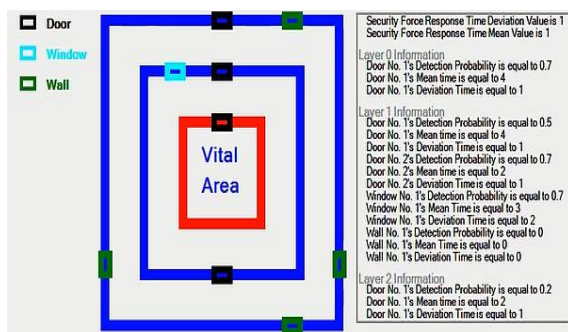 Door
Window
Wall
Vital
Area
Security Force Response Time Deviation Value is 1
Security Force Response Time Mean Value is 1
Layer 0 Information
Door No. 1's Detection Probability is equal to 0.7
Door No. 1's Mean time is equal to 4
Door No. 1's Deviation Time is equal to 1
Layer 1 Information
Door No. 1's Detection Probability is equal to 0.5
Door No. 1's Mean time is equal to 4
Door No. 1's Deviation Time is equal to 1
Door No. 2's Detection Probability is equal to 0.7
Door No. 2's Mean time is equal to 2
Door No. 2's Deviation Time is equal to 1
Window No. 1's Detection Probability is equal to 0.7
Window No. 1's Mean Time is equal to 3
Window No. 1's Deviation Time is equal to 2
Wall No. 1's Detection Probability is equal to 0
Wall No. 1's Mean Time is equal to 0
Wall No. 1's Deviation Time is equal to 0
Layer 2 Information
Door No. 1's Detection Probability is equal to 0.2
Door No. 1's Mean time is equal to 2
Door No. 1's Deviation Time is equal to 1